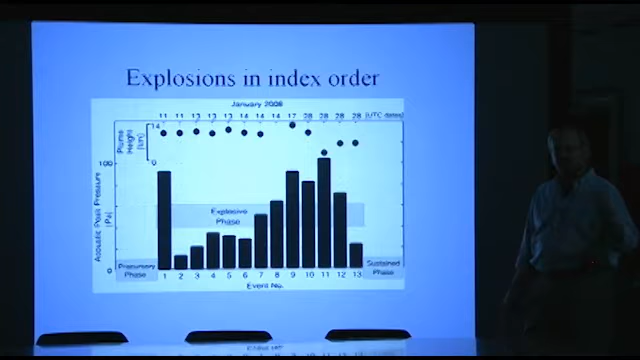 Explosions in index order
January 2006
11 11 13 13 13 14 14 14 17 28 28 28 28 (UTC dates)
14
Plume Height (km)
0
100
Acoustic Peak Pressure [Pa]
0
Explosive Phase
Precursory Phase
Sustained Phase
1 2 3 4 5 6 7 8 9 10 11 12 13
Event No.